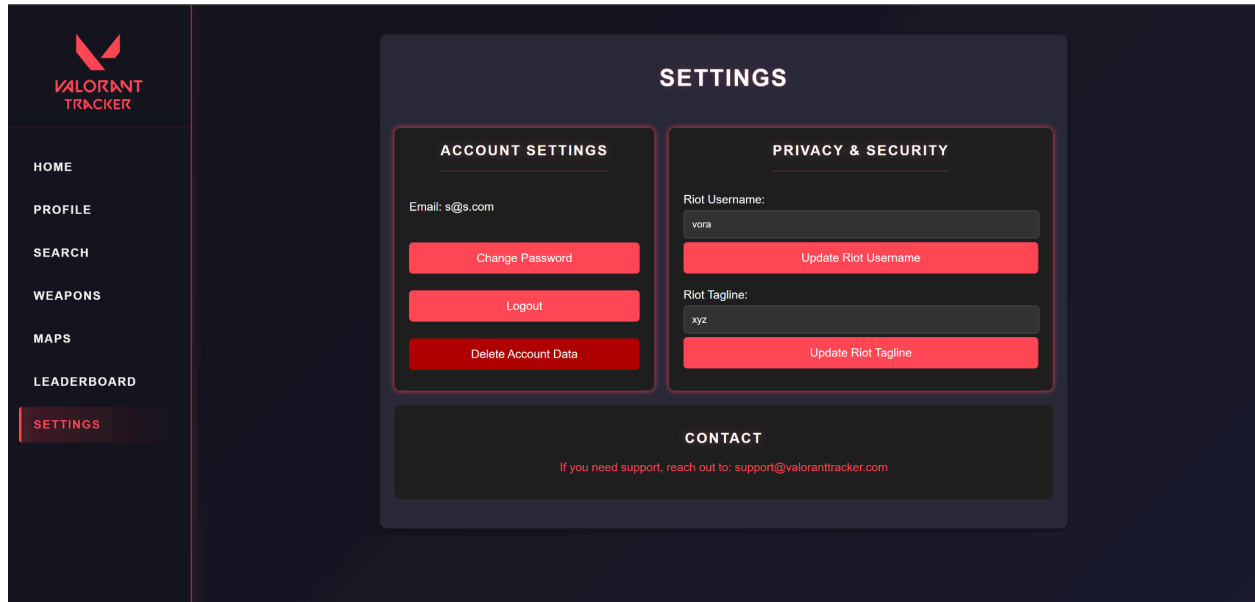 VALORANT
TRACKER
HOME
PROFILE
SEARCH
WEAPONS
MAPS
LEADERBOARD
SETTINGS
SETTINGS
ACCOUNT SETTINGS
Email: s@s.com
Change Password
Logout
Delete Account Data
PRIVACY & SECURITY
Riot Username:
vora
Update Riot Username
Riot Tagline:
xyz
Update Riot Tagline
CONTACT
If you need support, reach out to: support@valoranttracker.com